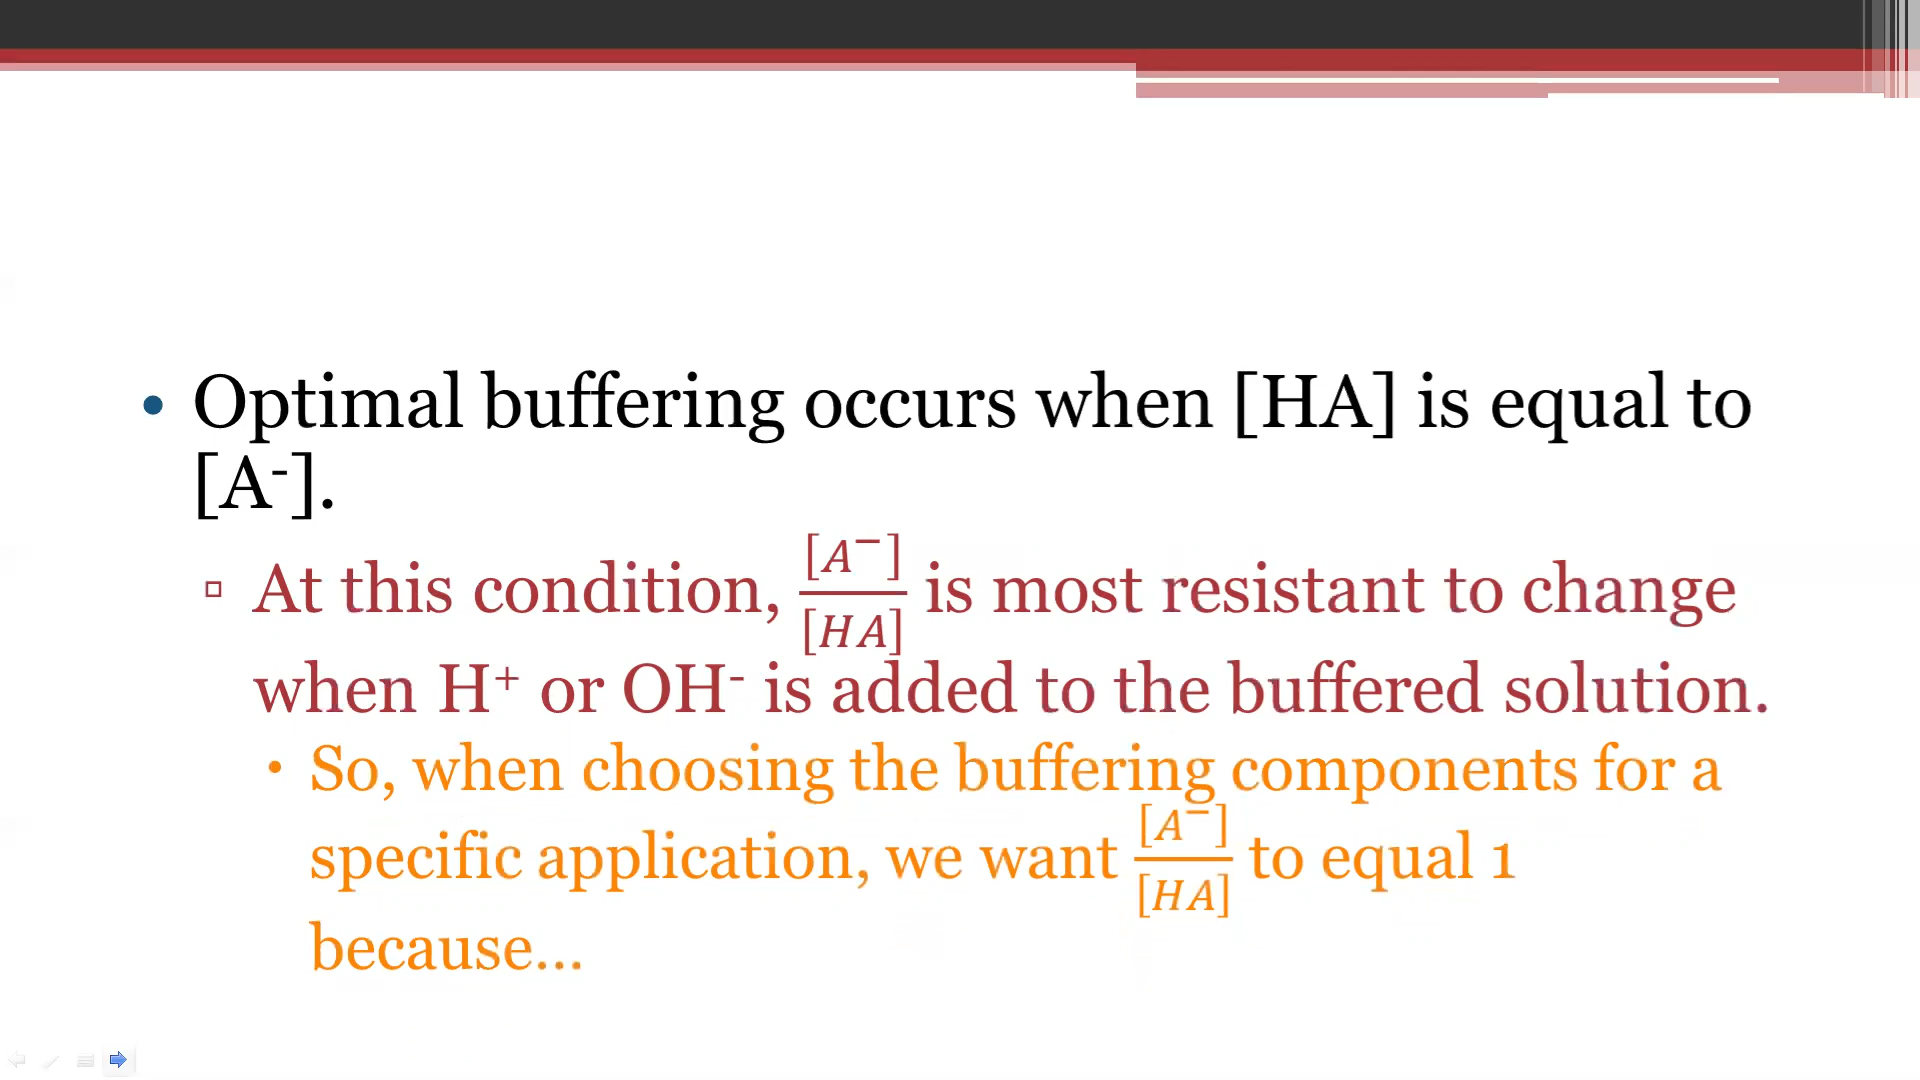 • Optimal buffering occurs when [HA] is equal to
[A⁻].
▫ At this condition, [A⁻]/[HA] is most resistant to change
when H⁺ or OH⁻ is added to the buffered solution.
• So, when choosing the buffering components for a
specific application, we want [A⁻]/[HA] to equal 1
because...